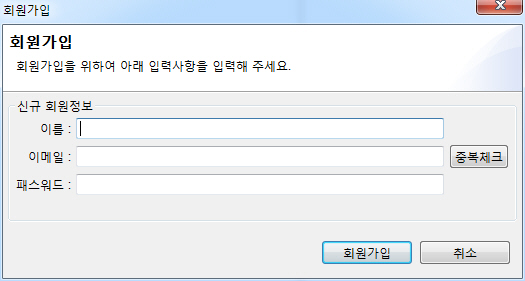 회원가입
회원가입
회원가입을 위하여 아래 입력사항을 입력해 주세요.
신규 회원정보
이름 :
이메일 :
중복체크
패스워드 :
회원가입
취소